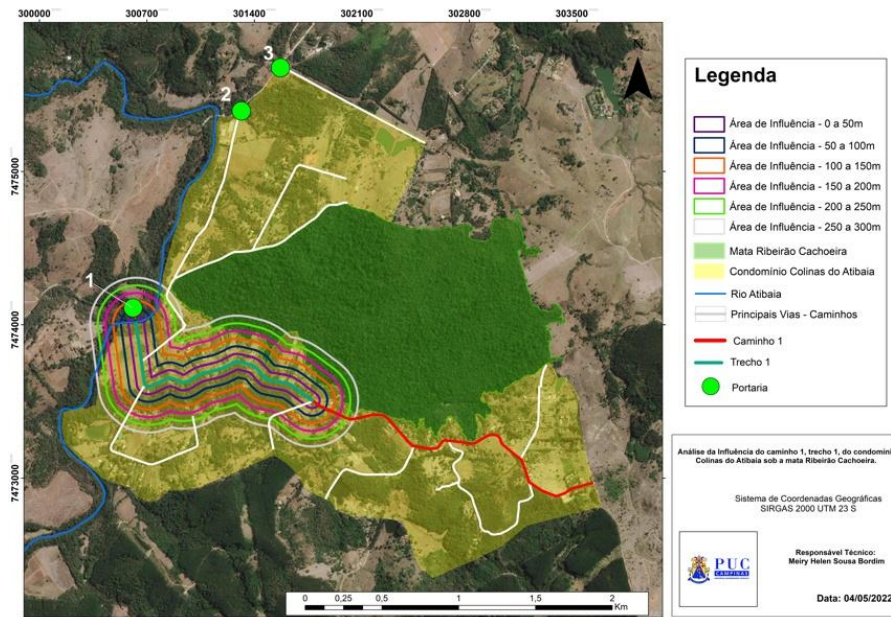 300000 300700 301400 302100 302800 303500
7475000
7474000
7473000
3
2
1
N
Legenda
Área de Influência - 0 a 50m
Área de Influência - 50 a 100m
Área de Influência - 100 a 150m
Área de Influência - 150 a 200m
Área de Influência - 200 a 250m
Área de Influência - 250 a 300m
Mata Ribeirão Cachoeira
Condomínio Colinas do Atibaia
Rio Atibaia
Principais Vias - Caminhos
Caminho 1
Trecho 1
Portaria
Análise da Influência do caminho 1, trecho 1, do condomín
Colinas do Atibaia sob a mata Ribeirão Cachoeira.
Sistema de Coordenadas Geográficas
SIRGAS 2000 UTM 23 S
PUC
CAMPINAS
Responsável Técnico:
Meiry Helen Sousa Bordim
Data: 04/05/2022
0 0,25 0,5 1 1,5 2
Km